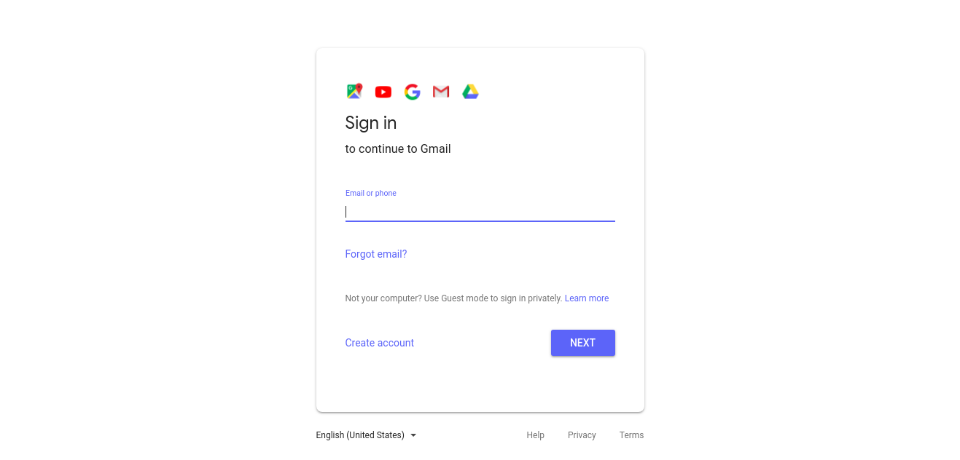 Sign in
to continue to Gmail
Email or phone
Forgot email?
Not your computer? Use Guest mode to sign in privately. Learn more
Create account
NEXT
English (United States)
Help Privacy Terms